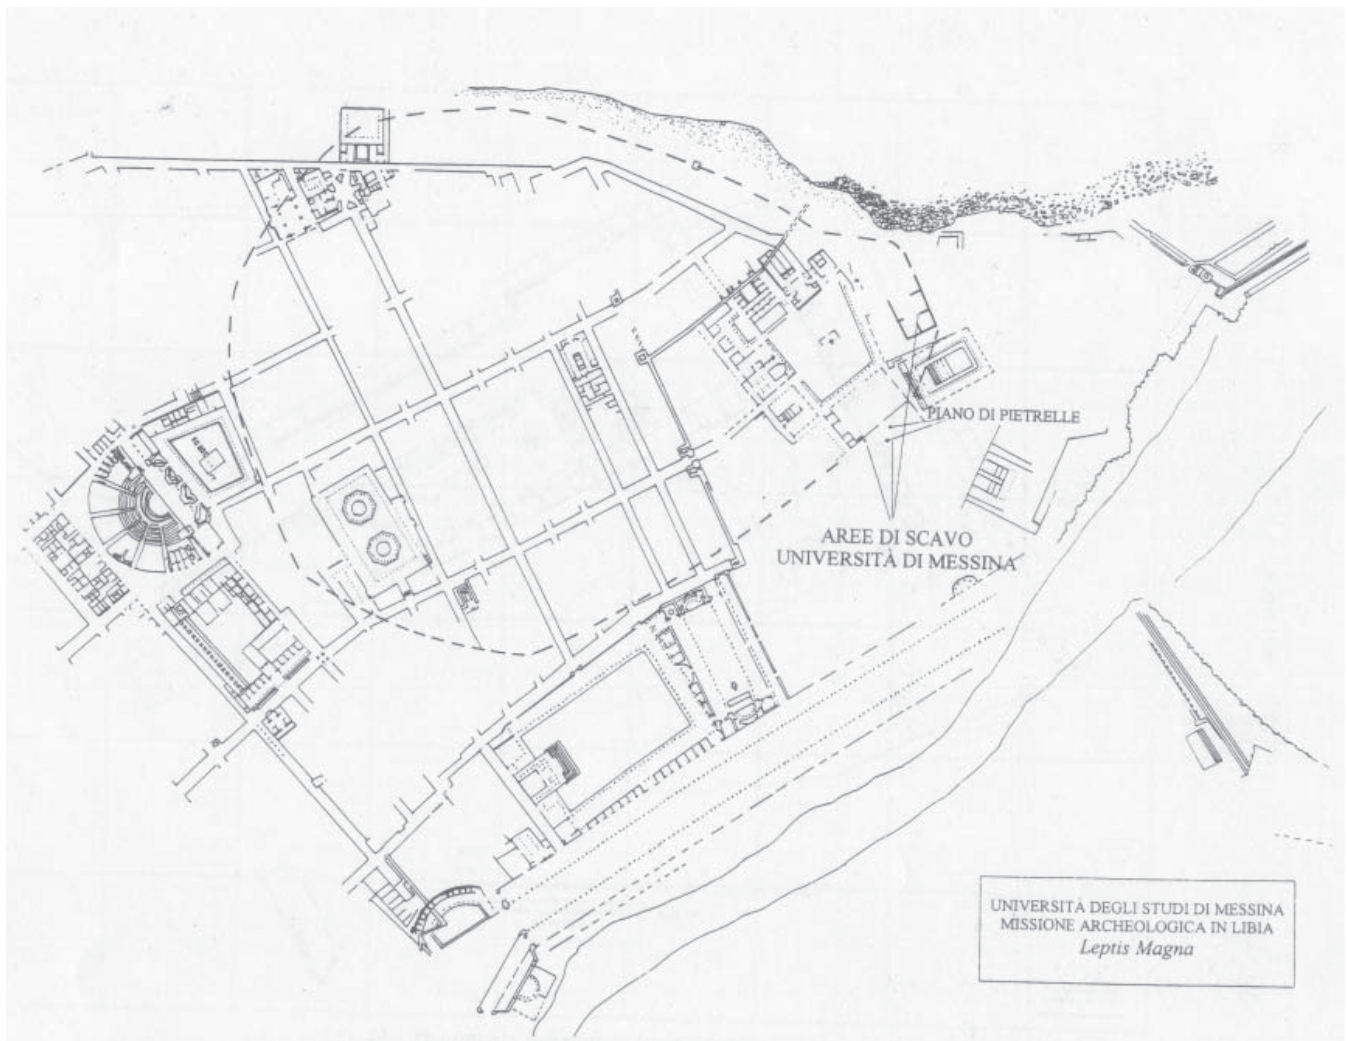 PIANO DI PIETRELLE
AREE DI SCAVO
UNIVERSITÀ DI MESSINA
UNIVERSITÀ DEGLI STUDI DI MESSINA
MISSIONE ARCHEOLOGICA IN LIBIA
Leptis Magna